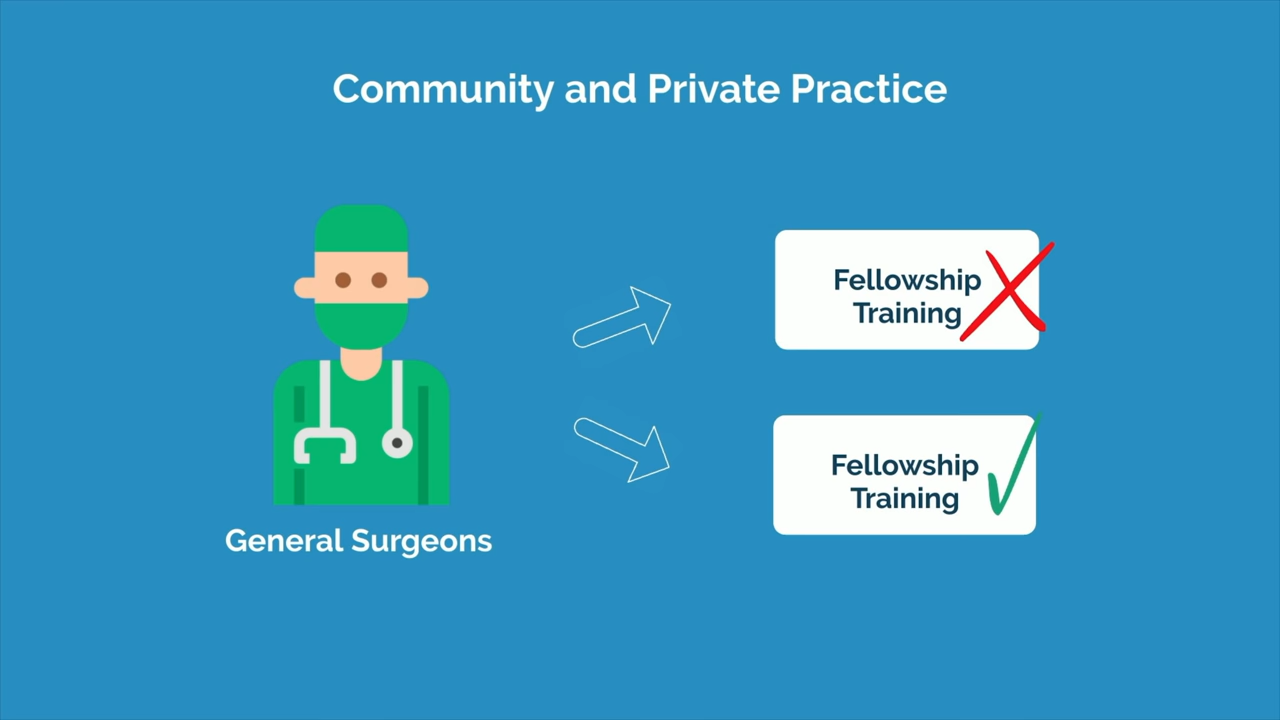 Community and Private Practice
Fellowship
Training
Fellowship
Training
General Surgeons